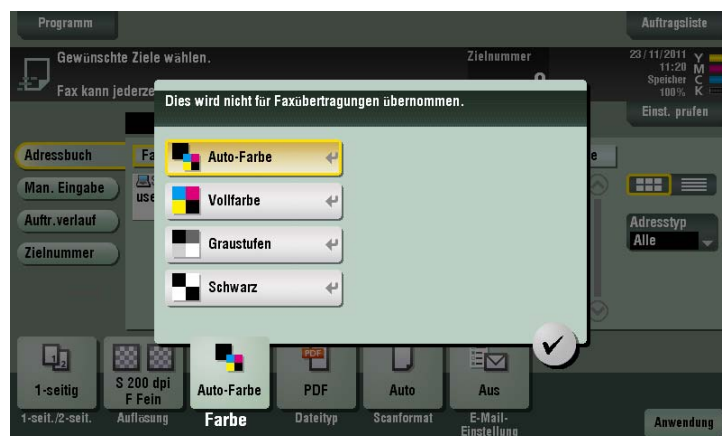 Programm
Auftragsliste
Gewünschte Ziele wählen.
Zielnummer
23/11/2011
11:20
Speicher
100%
Y
M
C
K
Fax kann jederze
Dies wird nicht für Faxübertragungen übernommen.
Einst. prüfen
Adressbuch
Fa
Auto-Farbe
e
Man. Eingabe
use
Vollfarbe
Auftr.verlauf
Adresstyp
Alle
Graustufen
Zielnummer
Schwarz
1-seitig
S 200 dpi
F Fein
Auto-Farbe
PDF
PDF
Auto
Aus
1-seit./2-seit.
Auflösung
Farbe
Dateityp
Scanformat
E-Mail-
Einstellung
Anwendung